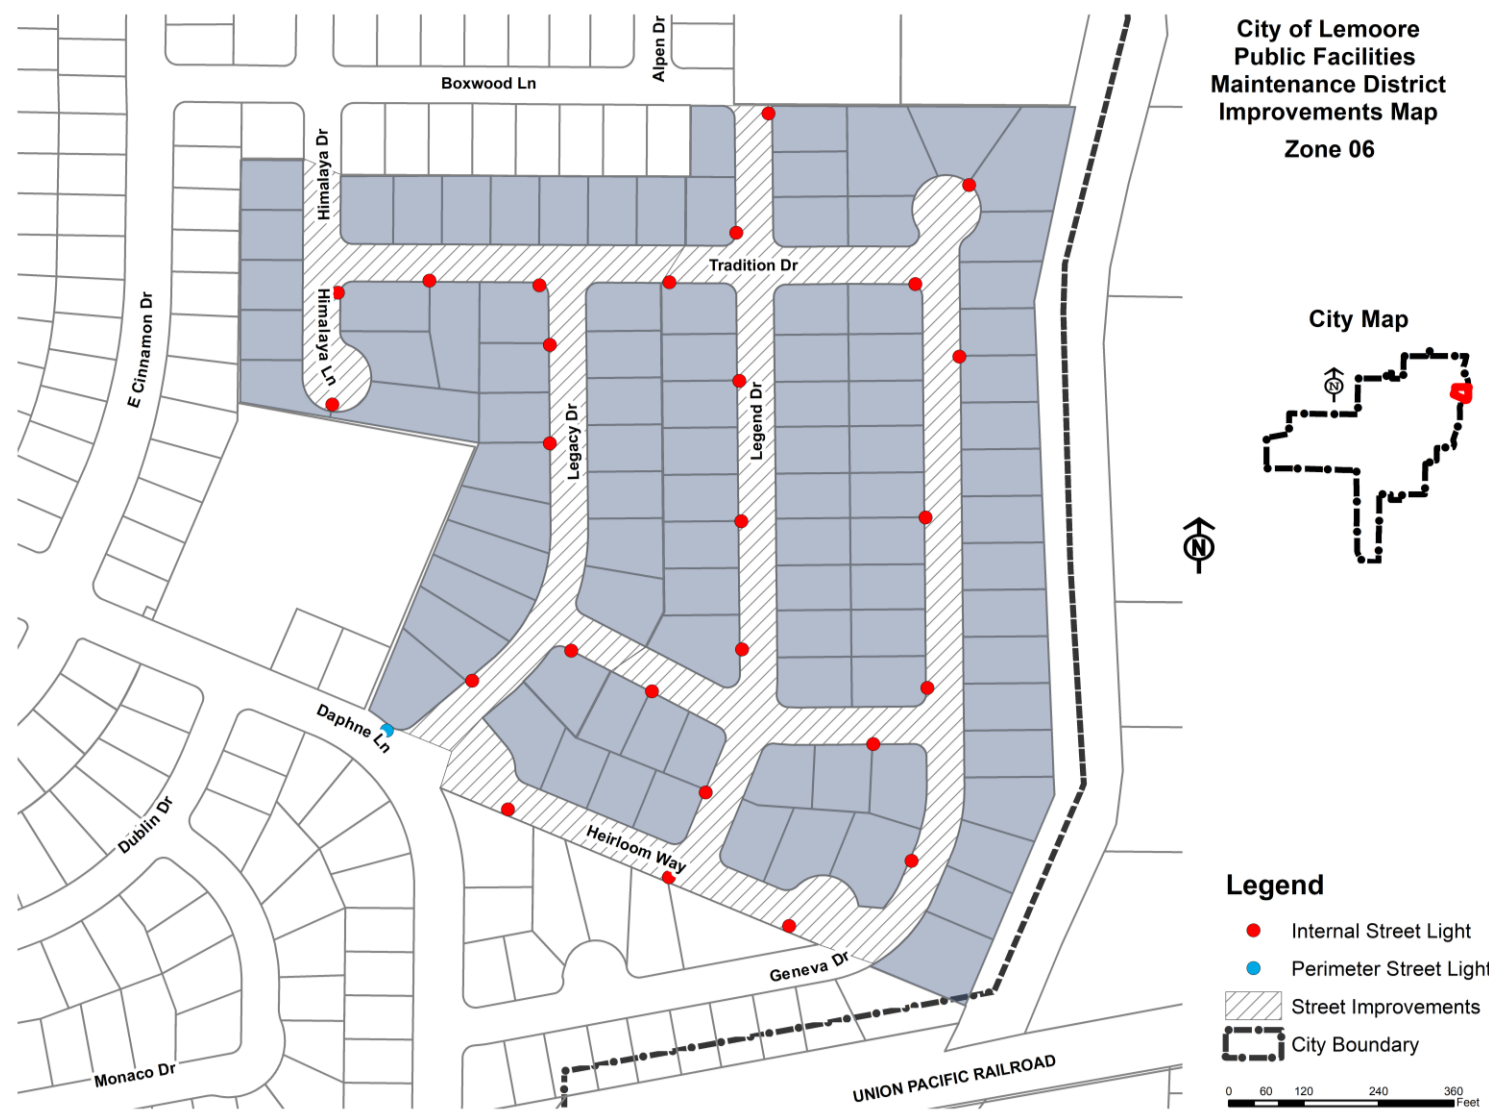 City of Lemoore
Public Facilities
Maintenance District
Improvements Map
Zone 06
Alpen Dr
Boxwood Ln
Himalaya Dr
Tradition Dr
Himalaya Ln
E Cinnamon Dr
Legacy Dr
Legend Dr
City Map
N
N
Daphne Ln
Dublin Dr
Heirloom Way
Geneva Dr
Monaco Dr
UNION PACIFIC RAILROAD
Legend
Internal Street Light
Perimeter Street Light
Street Improvements
City Boundary
0 60 120 240 360
Feet